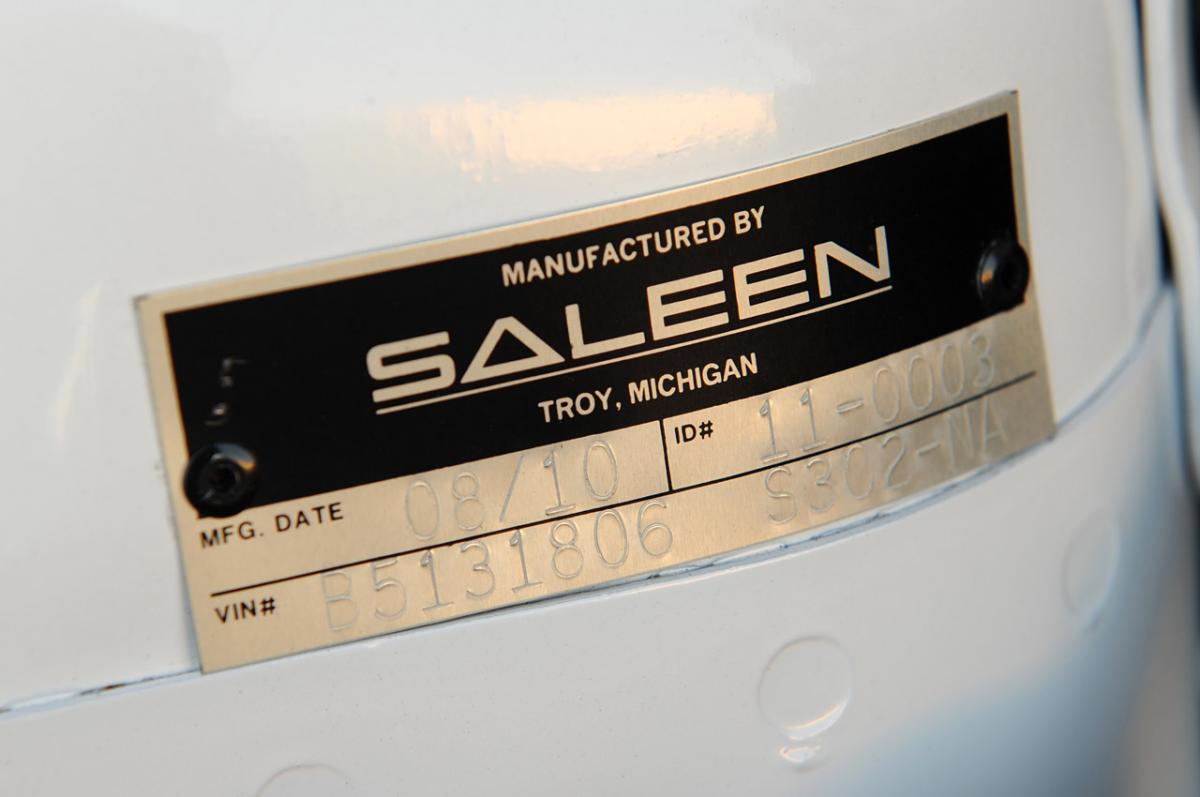 MANUFACTURED BY
SALEEN
TROY, MICHIGAN
MFG. DATE 08/10 ID# 11-0003
VIN# B5131806 S302-NA